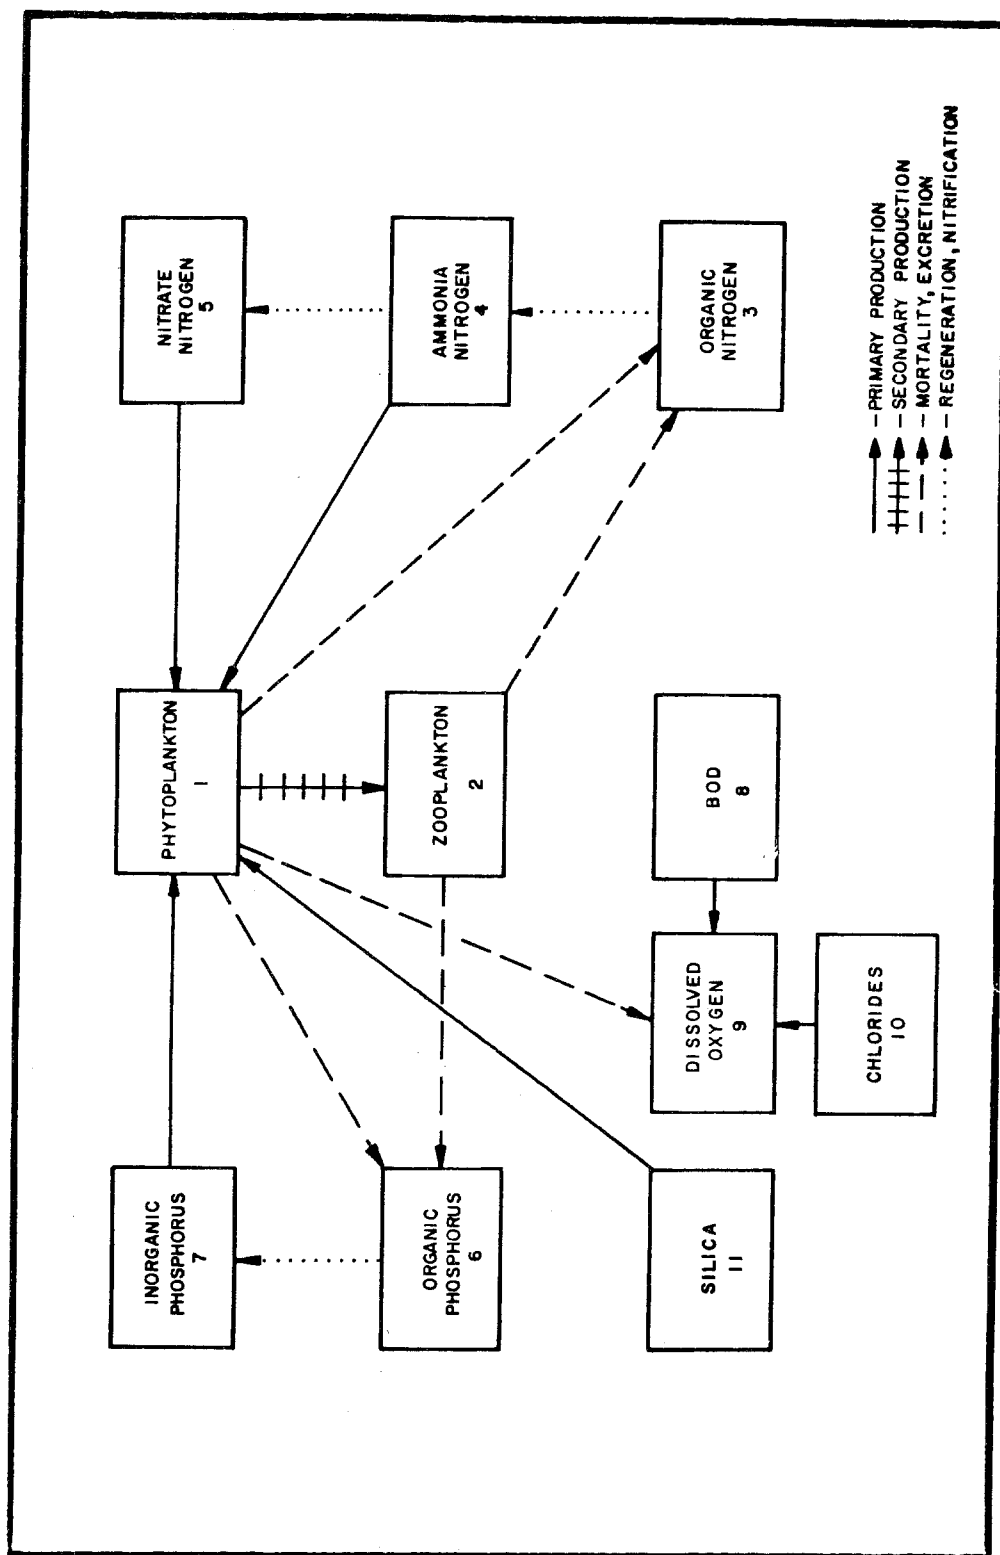 INORGANIC
PHOSPHORUS
7
PHYTOPLANKTON
1
NITRATE
NITROGEN
5
ORGANIC
PHOSPHORUS
6
ZOOPLANKTON
2
AMMONIA
NITROGEN
4
SILICA
11
DISSOLVED
OXYGEN
9
BOD
8
ORGANIC
NITROGEN
3
CHLORIDES
10
– PRIMARY PRODUCTION
– SECONDARY PRODUCTION
– MORTALITY, EXCRETION
– REGENERATION, NITRIFICATION